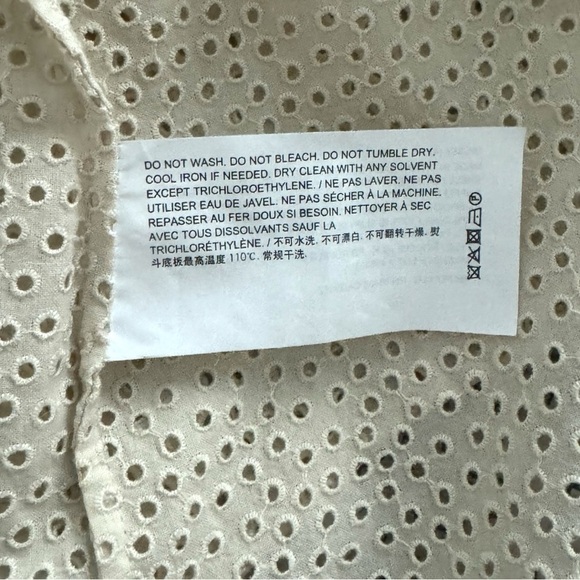 DO NOT WASH. DO NOT BLEACH. DO NOT TUMBLE DRY.
COOL IRON IF NEEDED. DRY CLEAN WITH ANY SOLVENT
EXCEPT TRICHLOROETHYLENE. / NE PAS LAVER. NE PAS
UTILISER EAU DE JAVEL. NE PAS SÉCHER À LA MACHINE.
REPASSER AU FER DOUX SI BESOIN. NETTOYER À SEC
AVEC TOUS DISSOLVANTS SAUF LA
TRICHLORÉTHYLÈNE. / 不可水洗. 不可漂白. 不可翻转干燥. 熨
斗底板最高温度 110℃. 常规干洗.